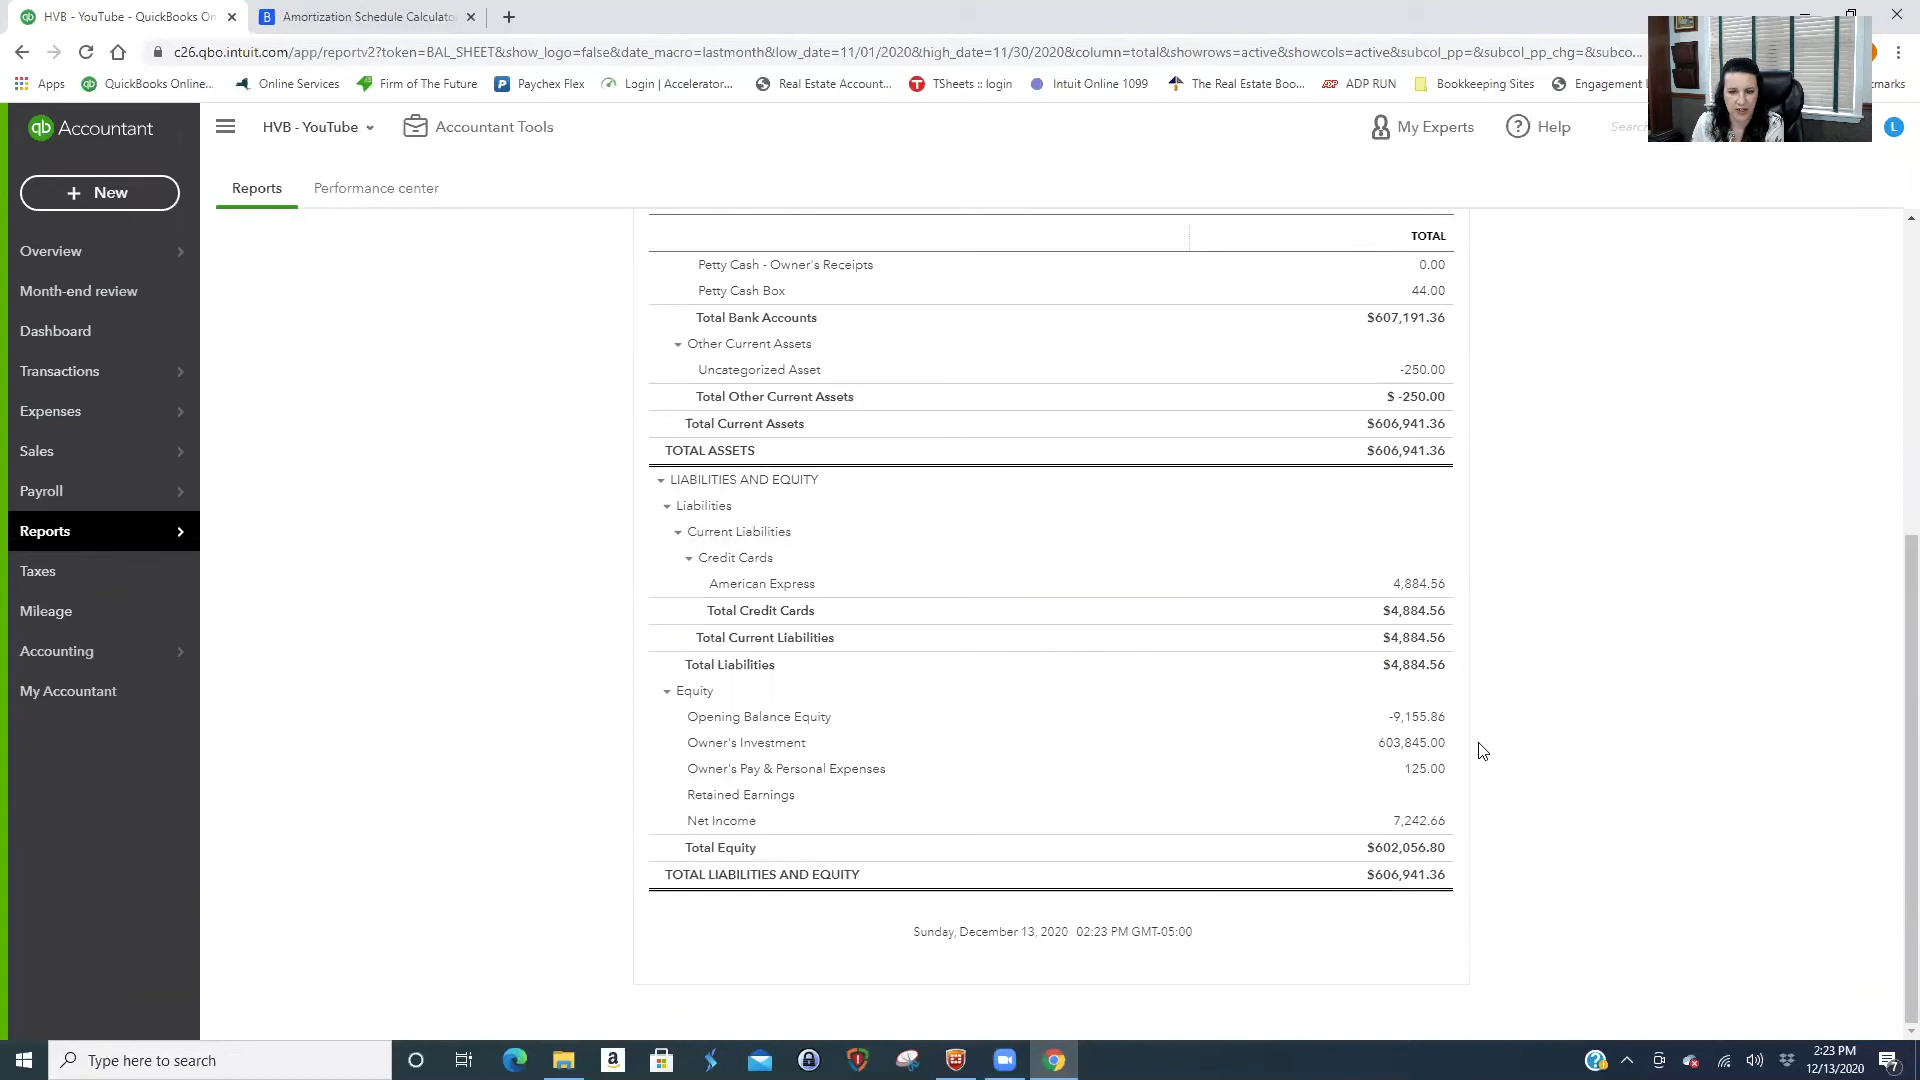 HVB - YouTube - QuickBooks On
Amortization Schedule Calculato
c26.qbo.intuit.com/app/reportv2?token=BAL_SHEET&show_logo=false&date_macro=lastmonth&low_date=11/01/2020&high_date=11/30/2020&column=total&showrows=active&showcols=active&subcol_pp=&subcol_pp_chg=&subco...
Apps QuickBooks Online... Online Services Firm of The Future Paychex Flex Login | Accelerator... Real Estate Account... TSheets :: login Intuit Online 1099 The Real Estate Boo... ADP RUN Bookkeeping Sites Engagement marks
qb Accountant
HVB - YouTube
Accountant Tools
My Experts
Help
Search
L
+ New
Reports
Performance center
Overview
Month-end review
Dashboard
Transactions
Expenses
Sales
Payroll
Reports
Taxes
Mileage
Accounting
My Accountant
TOTAL
Petty Cash - Owner's Receipts 0.00
Petty Cash Box 44.00
Total Bank Accounts $607,191.36
Other Current Assets
Uncategorized Asset -250.00
Total Other Current Assets $ -250.00
Total Current Assets $606,941.36
TOTAL ASSETS $606,941.36
LIABILITIES AND EQUITY
Liabilities
Current Liabilities
Credit Cards
American Express 4,884.56
Total Credit Cards $4,884.56
Total Current Liabilities $4,884.56
Total Liabilities $4,884.56
Equity
Opening Balance Equity -9,155.86
Owner's Investment 603,845.00
Owner's Pay & Personal Expenses 125.00
Retained Earnings
Net Income 7,242.66
Total Equity $602,056.80
TOTAL LIABILITIES AND EQUITY $606,941.36
Sunday, December 13, 2020 02:23 PM GMT-05:00
Type here to search
2:23 PM
12/13/2020
7